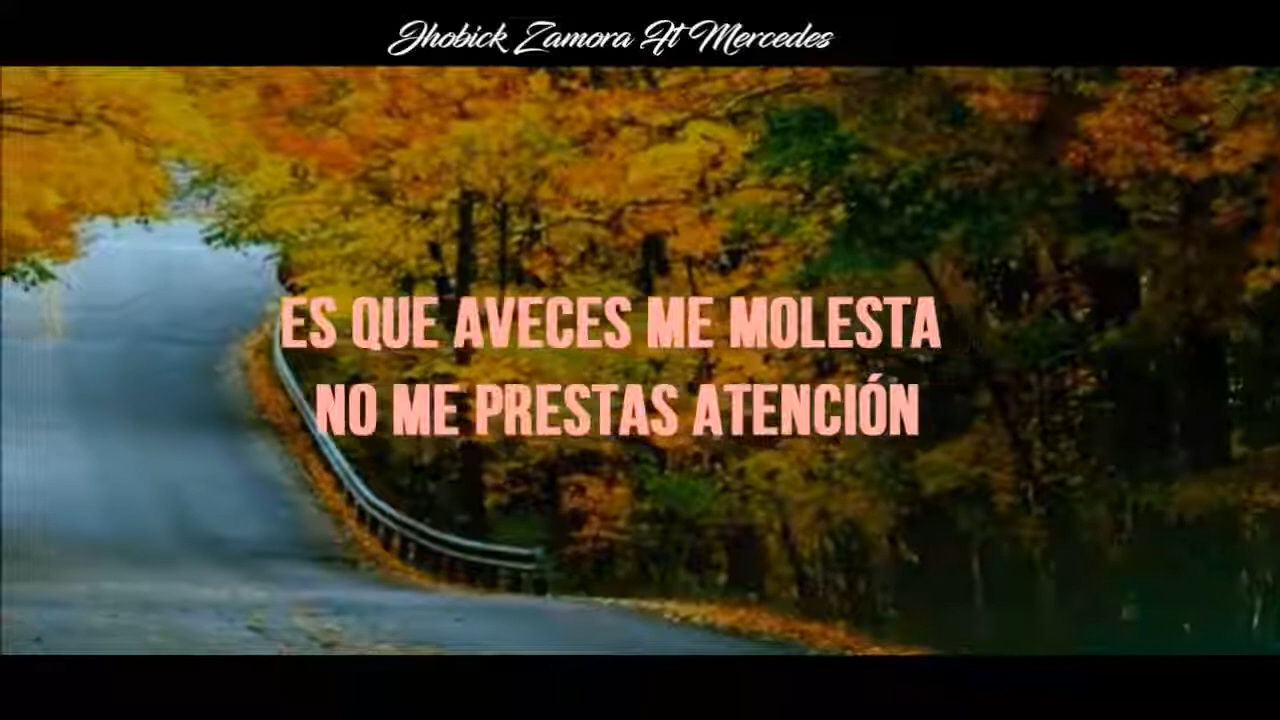 Jhobick Zamora Ft Mercedes
ES QUE AVECES ME MOLESTA
NO ME PRESTAS ATENCIÓN